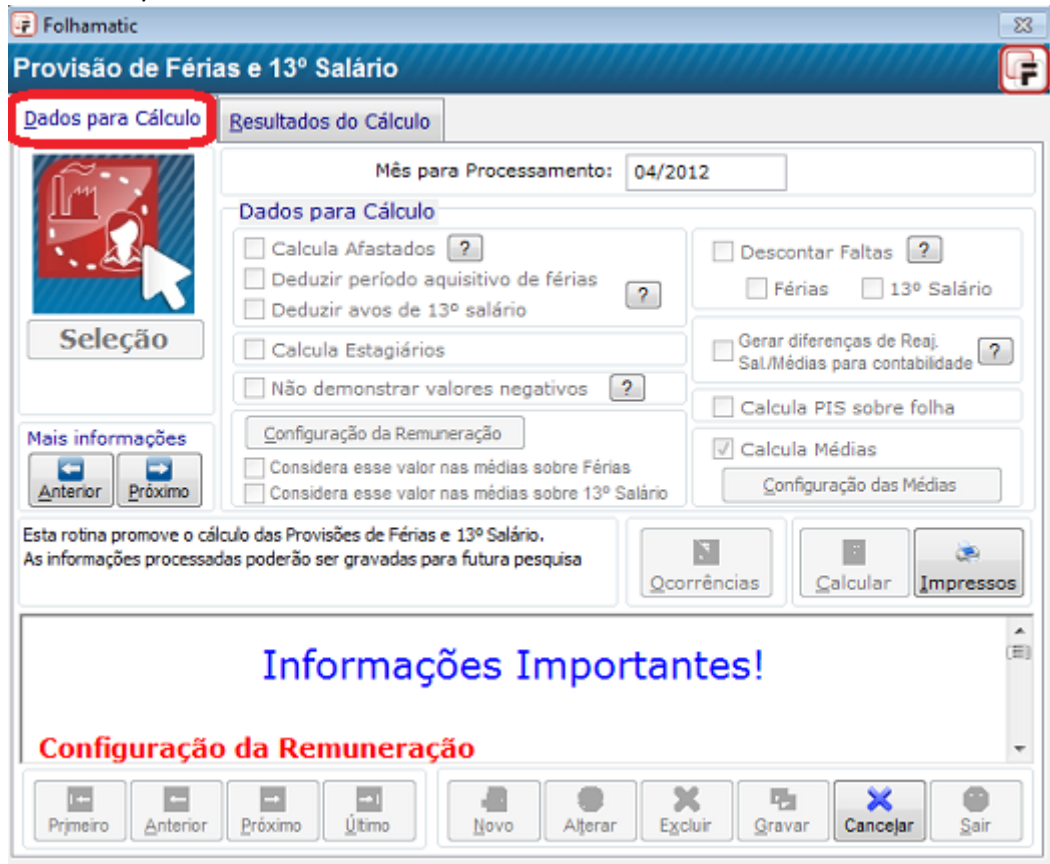 Folhamatic
Provisão de Férias e 13º Salário
Dados para Cálculo
Resultados do Cálculo
Mês para Processamento: 04/2012
Dados para Cálculo
Calcula Afastados ?
Deduzir período aquisitivo de férias
?
Deduzir avos de 13º salário
Calcula Estagiários
Não demonstrar valores negativos ?
Configuração da Remuneração
Considera esse valor nas médias sobre Férias
Considera esse valor nas médias sobre 13º Salário
Descontar Faltas ?
Férias 13º Salário
Gerar diferenças de Reaj.
Sal./Médias para contabilidade ?
Calcula PIS sobre folha
Calcula Médias
Configuração das Médias
Seleção
Mais informações
Anterior Próximo
Esta rotina promove o cálculo das Provisões de Férias e 13º Salário.
As informações processadas poderão ser gravadas para futura pesquisa
Ocorrências Calcular Impressos
Informações Importantes!
Configuração da Remuneração
Primeiro Anterior Próximo Último Novo Alterar Excluir Gravar Cancelar Sair